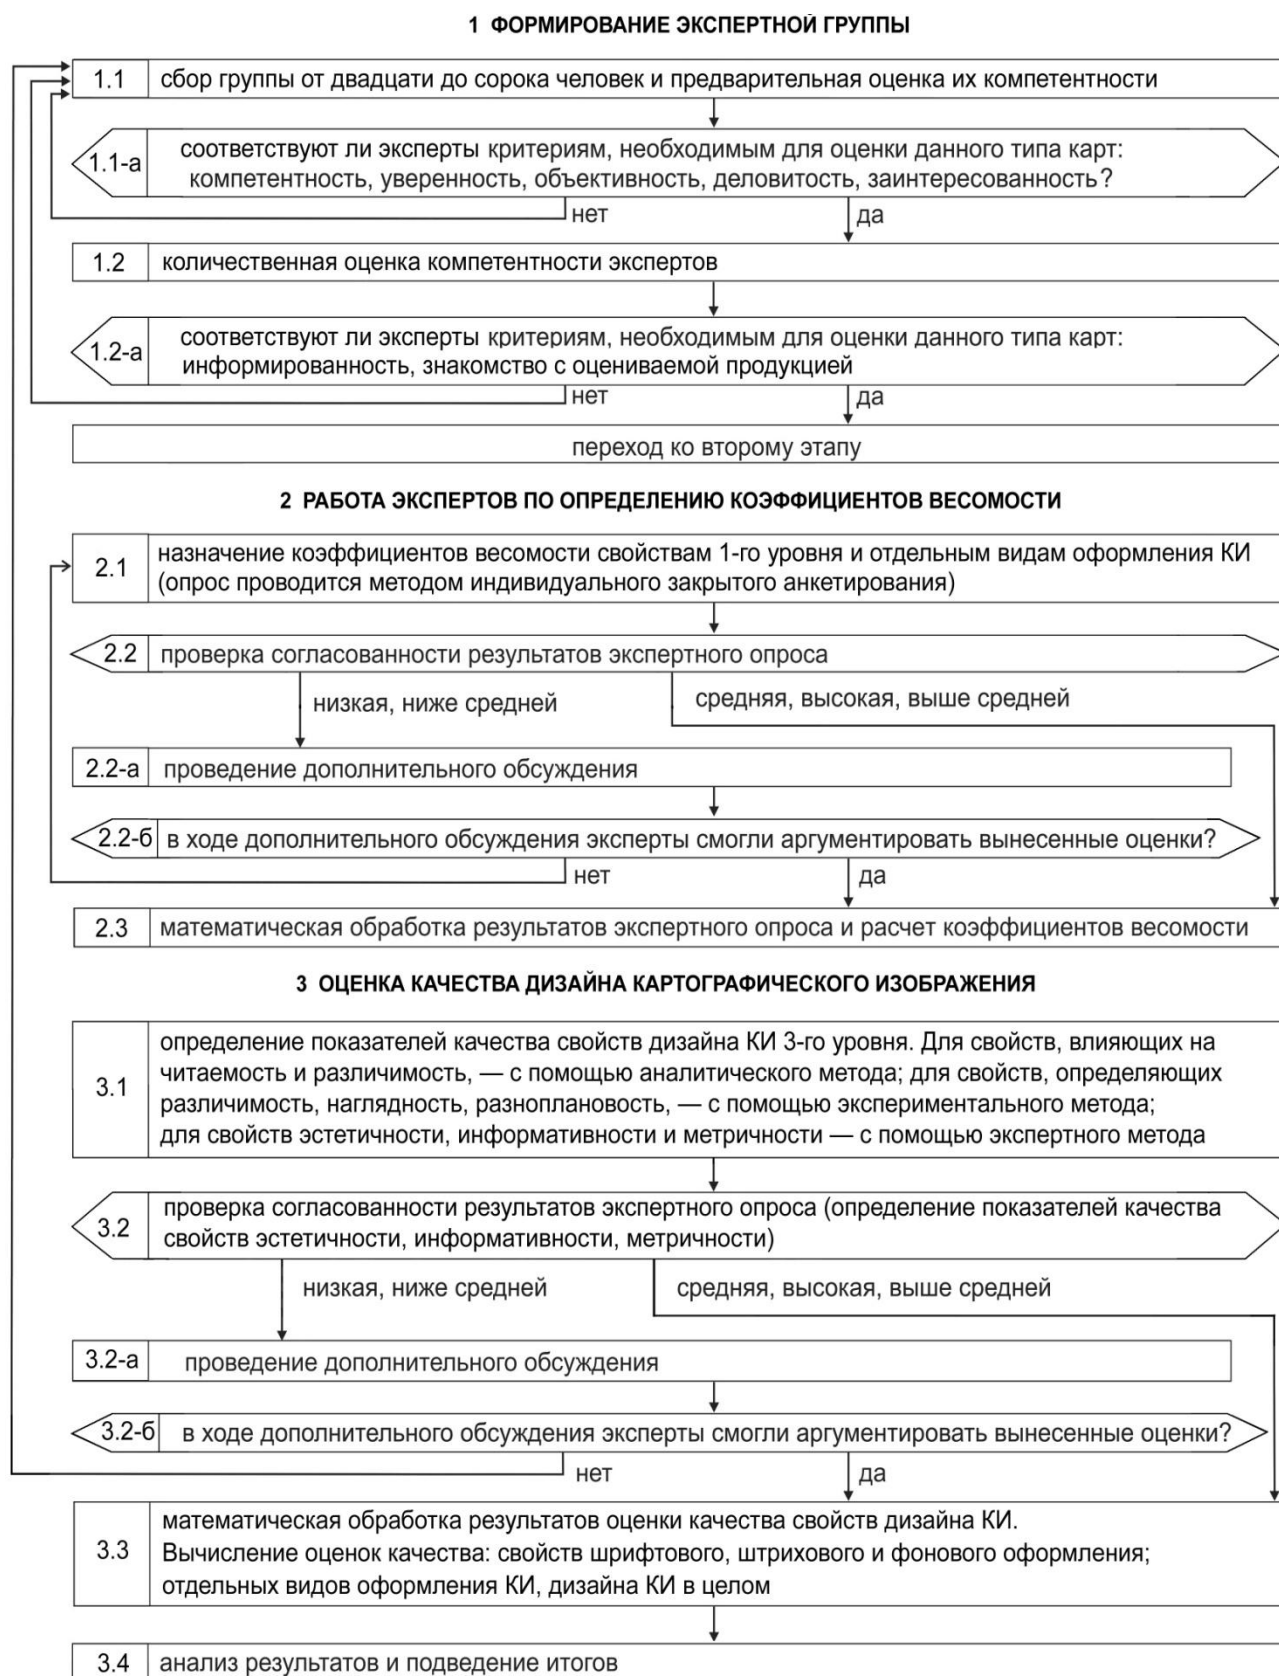 1 ФОРМИРОВАНИЕ ЭКСПЕРТНОЙ ГРУППЫ
1.1 сбор группы от двадцати до сорока человек и предварительная оценка их компетентности
соответствуют ли эксперты критериям, необходимым для оценки данного типа карт:
1.1-а
компетентность, уверенность, объективность, деловитость, заинтересованность?
нет да
1.2 количественная оценка компетентности экспертов
соответствуют ли эксперты критериям, необходимым для оценки данного типа карт:
1.2-а
информированность, знакомство с оцениваемой продукцией
нет да
переход ко второму этапу
2 РАБОТА ЭКСПЕРТОВ ПО ОПРЕДЕЛЕНИЮ КОЭФФИЦИЕНТОВ ВЕСОМОСТИ
2.1
назначение коэффициентов весомости свойствам 1-го уровня и отдельным видам оформления КИ
(опрос проводится методом индивидуального закрытого анкетирования)
2.2 проверка согласованности результатов экспертного опроса
низкая, ниже средней средняя, высокая, выше средней
2.2-а проведение дополнительного обсуждения
2.2-б в ходе дополнительного обсуждения эксперты смогли аргументировать вынесенные оценки?
нет да
2.3 математическая обработка результатов экспертного опроса и расчет коэффициентов весомости
3 ОЦЕНКА КАЧЕСТВА ДИЗАЙНА КАРТОГРАФИЧЕСКОГО ИЗОБРАЖЕНИЯ
3.1
определение показателей качества свойств дизайна КИ 3-го уровня. Для свойств, влияющих на
читаемость и различимость, — с помощью аналитического метода; для свойств, определяющих
различимость, наглядность, разноплановость, — с помощью экспериментального метода;
для свойств эстетичности, информативности и метричности — с помощью экспертного метода
3.2
проверка согласованности результатов экспертного опроса (определение показателей качества
свойств эстетичности, информативности, метричности)
низкая, ниже средней средняя, высокая, выше средней
3.2-а проведение дополнительного обсуждения
3.2-б в ходе дополнительного обсуждения эксперты смогли аргументировать вынесенные оценки?
нет да
3.3
математическая обработка результатов оценки качества свойств дизайна КИ.
Вычисление оценок качества: свойств шрифтового, штрихового и фонового оформления;
отдельных видов оформления КИ, дизайна КИ в целом
3.4 анализ результатов и подведение итогов